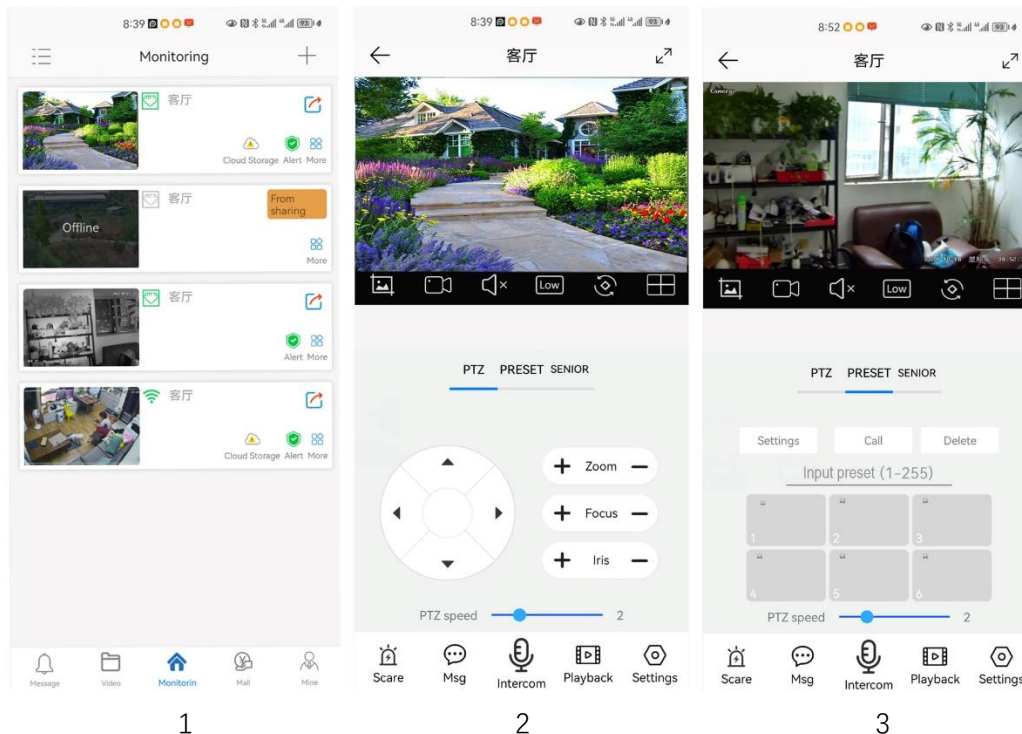 8:39
93
Monitoring
客厅
Cloud Storage Alert More
Offline
客厅
From
sharing
More
客厅
Alert More
客厅
Cloud Storage Alert More
Message Video Monitorin Mall Mine
1
8:39
93
客厅
Low
PTZ PRESET SENIOR
+ Zoom −
+ Focus −
+ Iris −
PTZ speed 2
Scare Msg Intercom Playback Settings
2
8:52
93
客厅
Camera
Low
PTZ PRESET SENIOR
Settings Call Delete
Input preset (1-255)
1 2 3
4 5 6
PTZ speed 2
Scare Msg Intercom Playback Settings
3